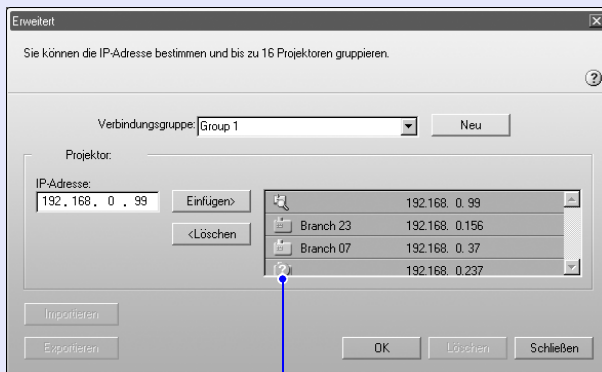 Erweitert
Sie können die IP-Adresse bestimmen und bis zu 16 Projektoren gruppieren.
Verbindungsgruppe: Group 1 Neu
Projektor:
IP-Adresse:
192.168. 0 . 99 Einfügen> 192.168. 0. 99
<Löschen Branch 23 192.168. 0.156
Branch 07 192.168. 0. 37
192.168. 0.237
Importieren
Exportieren OK Löschen Schließen